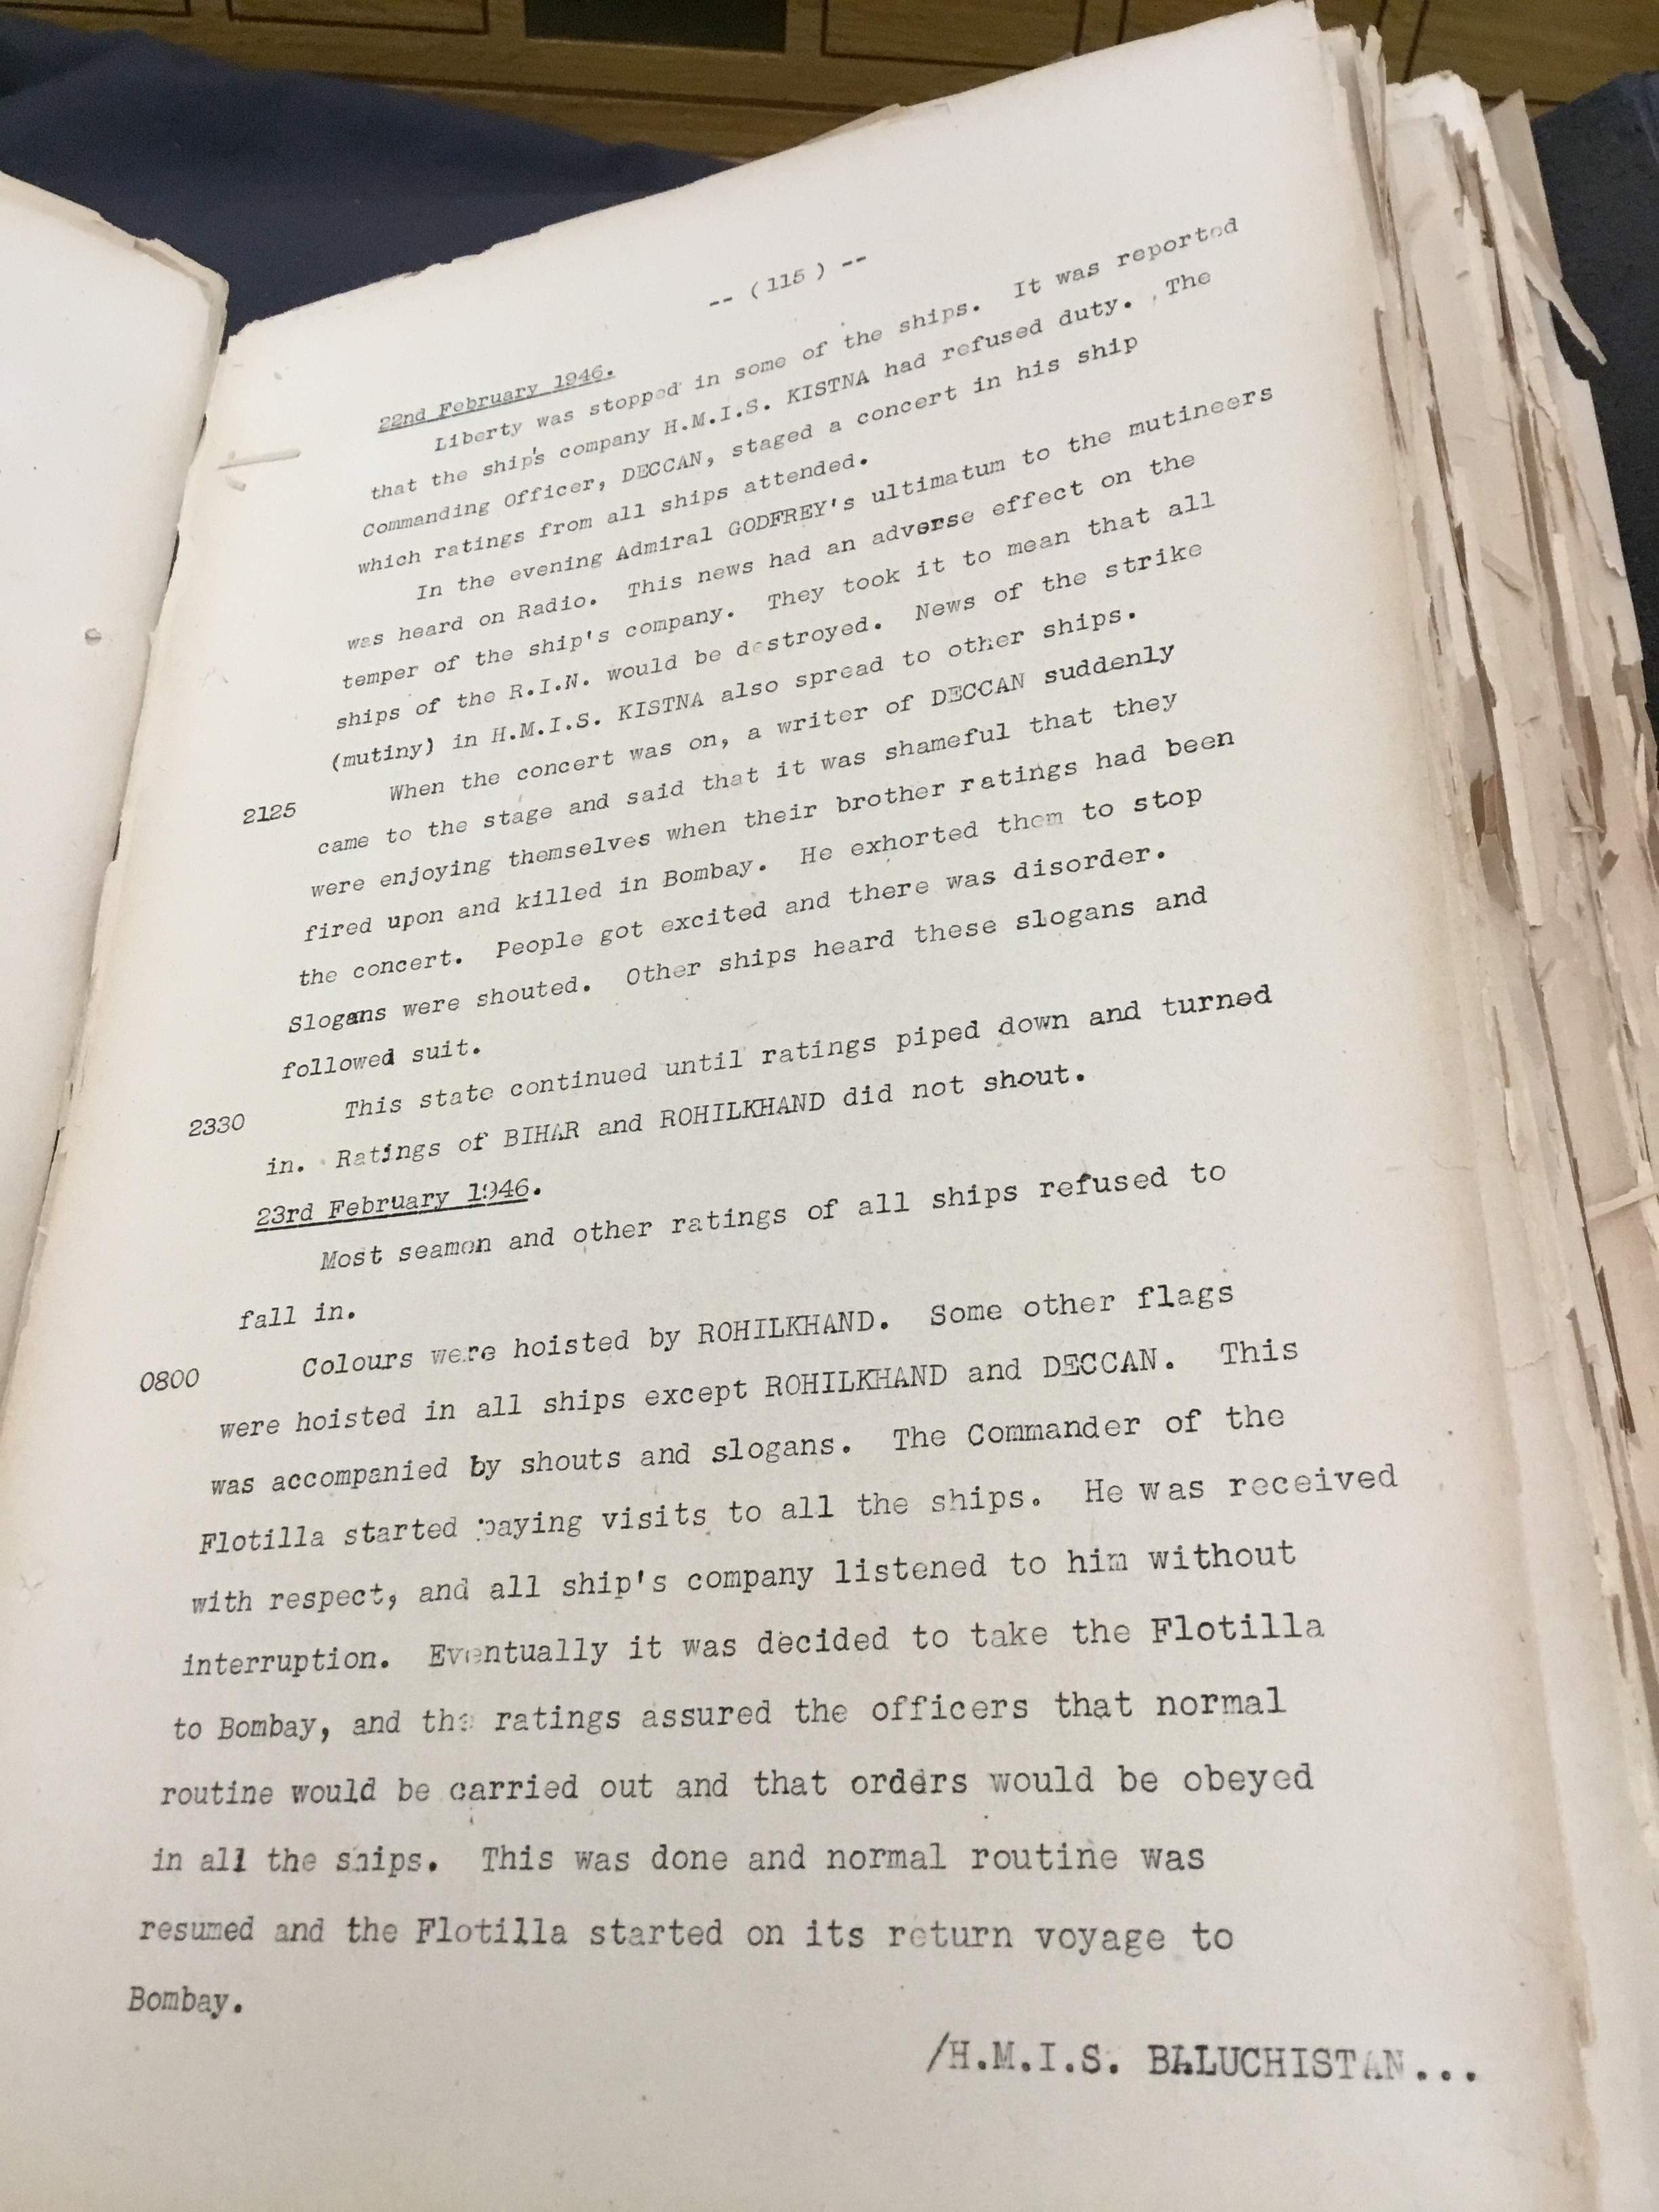 -- (115) --
22nd February 1946.
Liberty was stopped in some of the ships. It was reported
that the ship's company H.M.I.S. KISTNA had refused duty. The
Commanding Officer, DECCAN, staged a concert in his ship
which ratings from all ships attended.
In the evening Admiral GODFREY's ultimatum to the mutineers
was heard on Radio. This news had an adverse effect on the
temper of the ship's company. They took it to mean that all
ships of the R.I.N. would be destroyed. News of the strike
(mutiny) in H.M.I.S. KISTNA also spread to other ships.
2125 When the concert was on, a writer of DECCAN suddenly
came to the stage and said that it was shameful that they
were enjoying themselves when their brother ratings had been
fired upon and killed in Bombay. He exhorted them to stop
the concert. People got excited and there was disorder.
Slogans were shouted. Other ships heard these slogans and
followed suit.
2330 This state continued until ratings piped down and turned
in. Ratings of BIHAR and ROHILKHAND did not shout.
23rd February 1946.
Most seamen and other ratings of all ships refused to
fall in.
0800 Colours were hoisted by ROHILKHAND. Some other flags
were hoisted in all ships except ROHILKHAND and DECCAN. This
was accompanied by shouts and slogans. The Commander of the
Flotilla started paying visits to all the ships. He was received
with respect, and all ship's company listened to him without
interruption. Eventually it was decided to take the Flotilla
to Bombay, and the ratings assured the officers that normal
routine would be carried out and that orders would be obeyed
in all the ships. This was done and normal routine was
resumed and the Flotilla started on its return voyage to
Bombay.
/H.M.I.S. BALUCHISTAN...